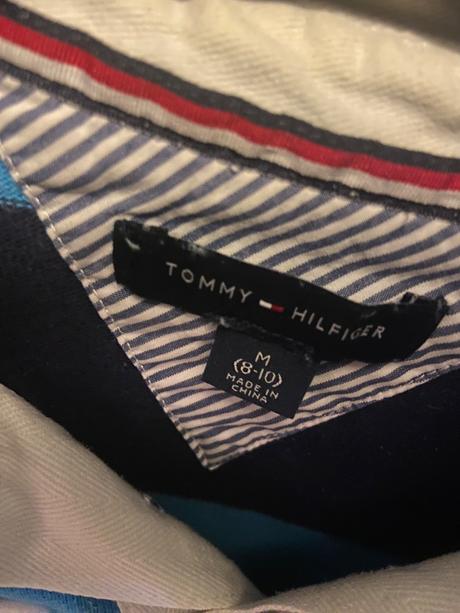 TOMMY HILFIGER
M
(8-10)
MADE IN
CHINA